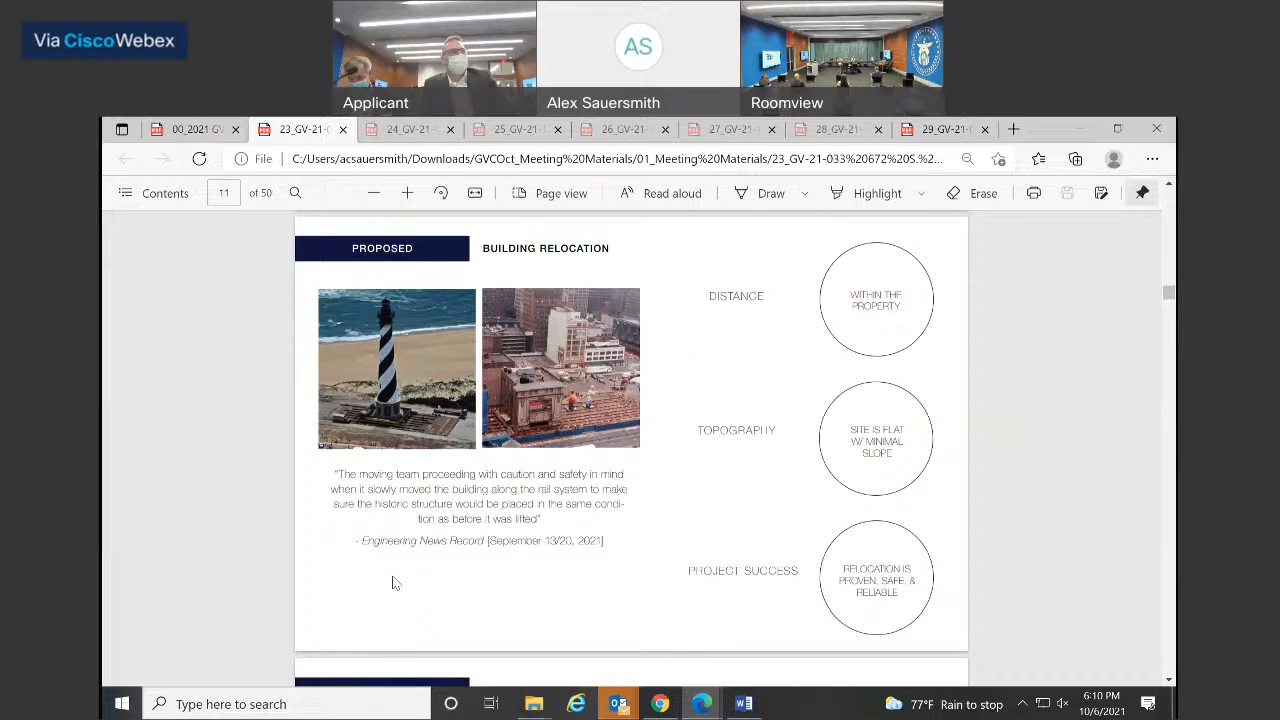 Via CiscoWebex
AS
Applicant
Alex Sauersmith
Roomview
00_2021 GV
23_GV-21-0
24_GV-21-
25_GV-21-
26_GV-21-
27_GV-21-
28_GV-21-
29_GV-21-
File
C:/Users/acsauersmith/Downloads/GVCOct_Meeting%20Materials/01_Meeting%20Materials/23_GV-21-033%20672%20S.%...
Contents
11
of 50
Page view
Read aloud
Draw
Highlight
Erase
PROPOSED
BUILDING RELOCATION
DISTANCE
WITHIN THE
PROPERTY
TOPOGRAPHY
SITE IS FLAT
W/ MINIMAL
SLOPE
"The moving team proceeding with caution and safety in mind
when it slowly moved the building along the rail system to make
sure the historic structure would be placed in the same condi-
tion as before it was lifted"
- Engineering News Record [September 13/20, 2021]
PROJECT SUCCESS
RELOCATION IS
PROVEN, SAFE, &
RELIABLE
Type here to search
77°F Rain to stop
6:10 PM
10/6/2021